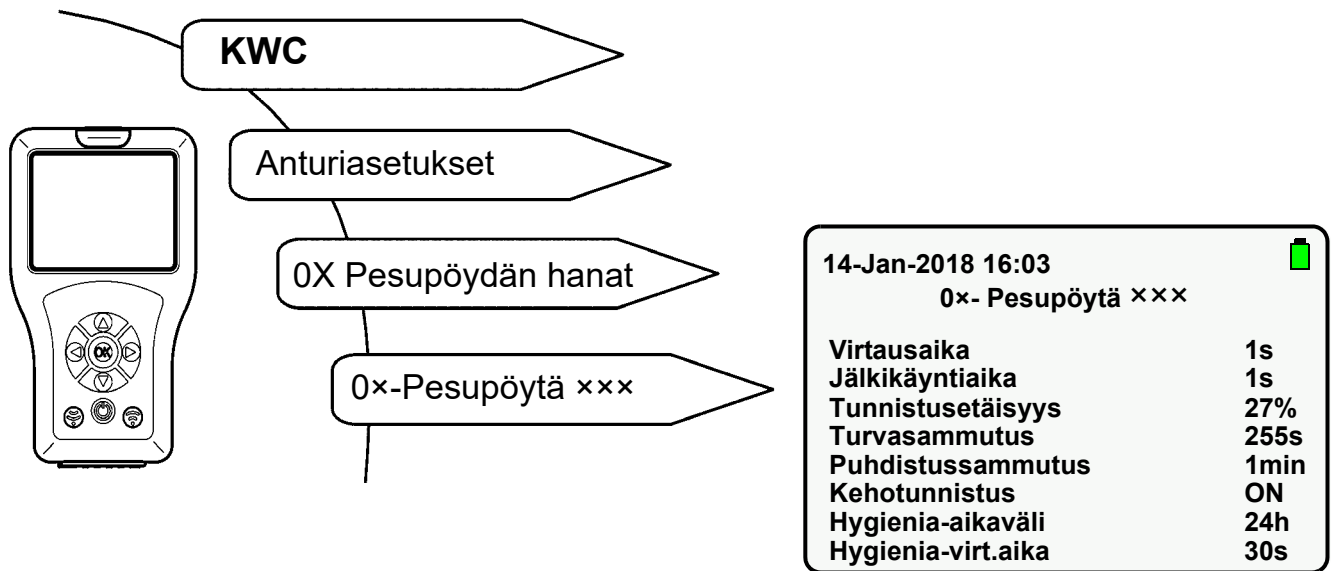 KWC
Anturiasetukset
0X Pesupöydän hanat
0×-Pesupöytä ×××
OK
14-Jan-2018 16:03
0×- Pesupöytä ×××
Virtausaika 1s
Jälkikäyntiaika 1s
Tunnistusetäisyys 27%
Turvasammutus 255s
Puhdistussammutus 1min
Kehotunnistus ON
Hygienia-aikaväli 24h
Hygienia-virt.aika 30s